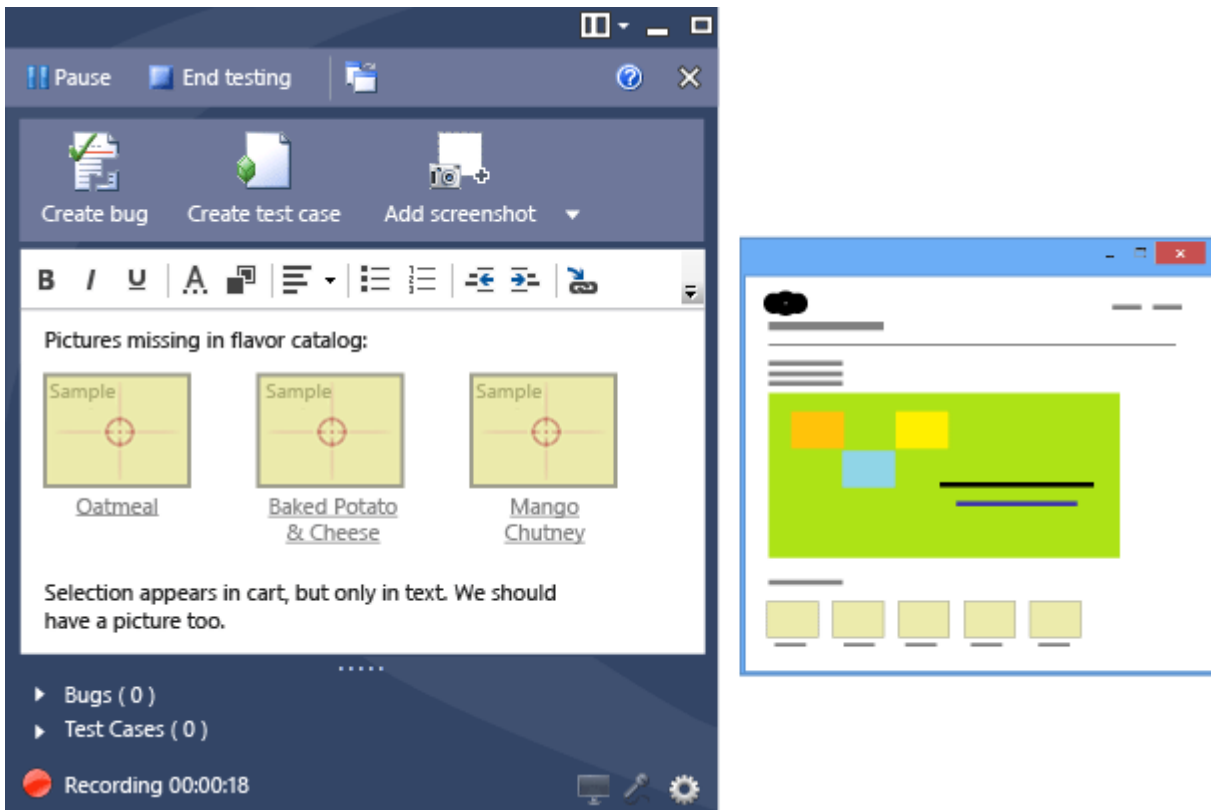 Pause End testing
Create bug Create test case Add screenshot
B I U A
Pictures missing in flavor catalog:
Sample Sample Sample
Oatmeal Baked Potato Mango
& Cheese Chutney
Selection appears in cart, but only in text. We should
have a picture too.
Bugs ( 0 )
Test Cases ( 0 )
Recording 00:00:18